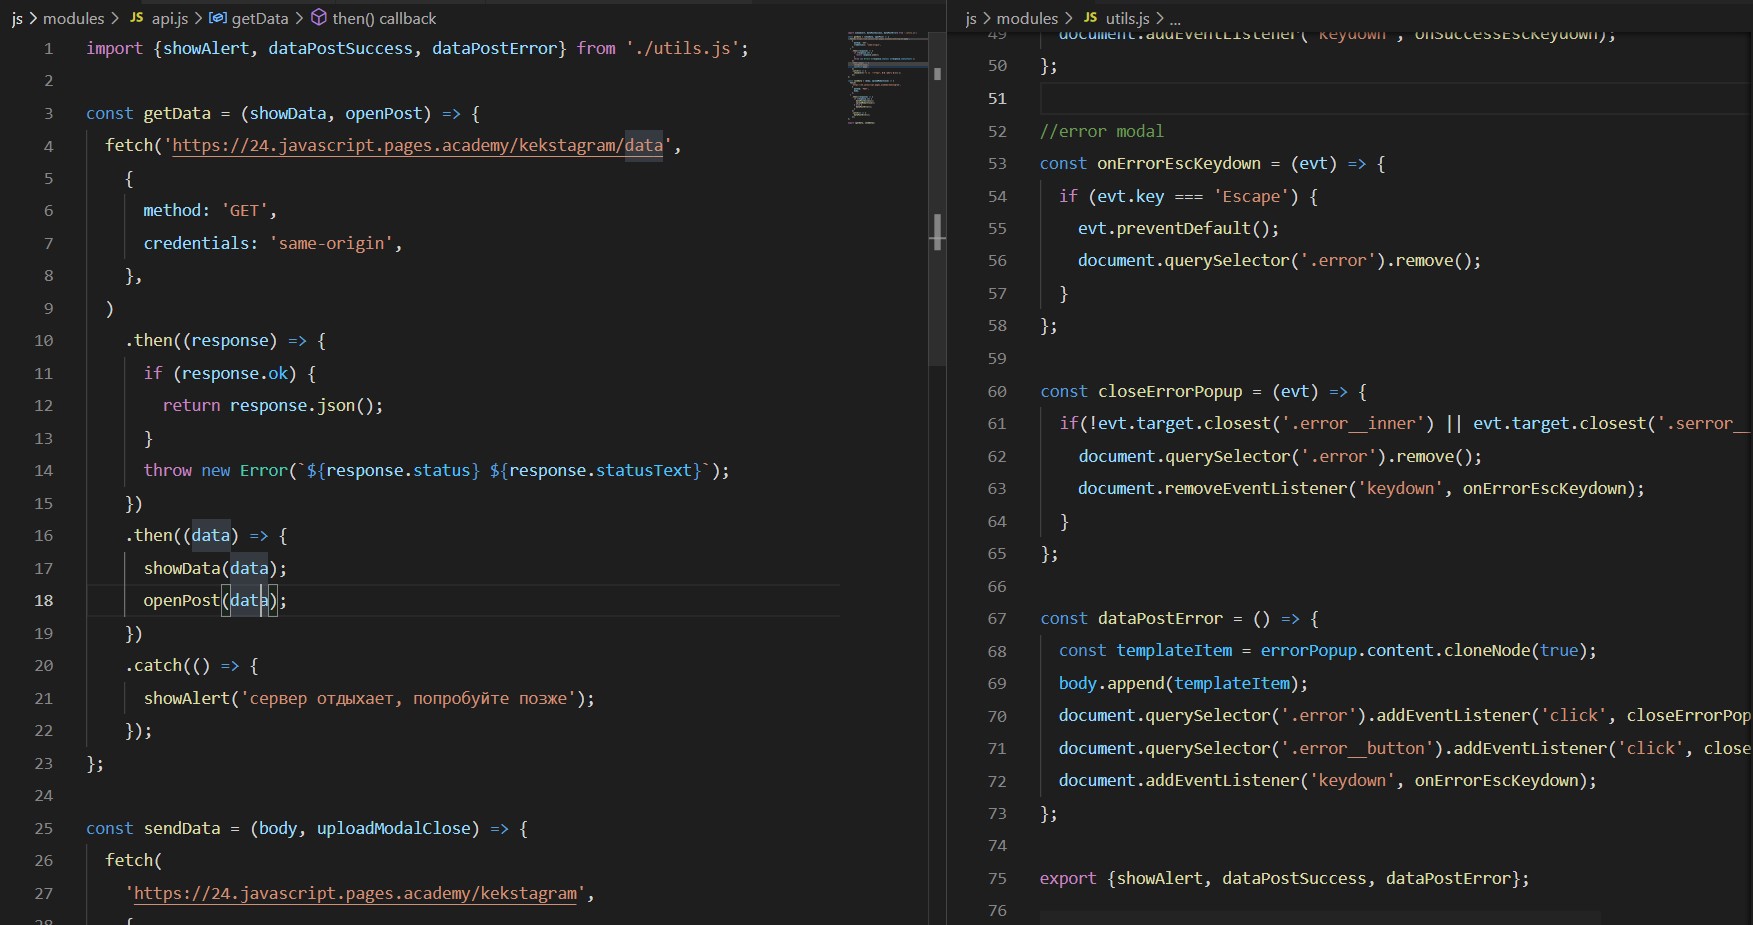 js > modules > JS api.js > getData > then() callback
1 import {showAlert, dataPostSuccess, dataPostError} from './utils.js';
2
3 const getData = (showData, openPost) => {
4 fetch('https://24.javascript.pages.academy/kekstagram/data',
5 {
6 method: 'GET',
7 credentials: 'same-origin',
8 },
9 )
10 .then((response) => {
11 if (response.ok) {
12 return response.json();
13 }
14 throw new Error(`${response.status} ${response.statusText}`);
15 })
16 .then((data) => {
17 showData(data);
18 openPost(data);
19 })
20 .catch(() => {
21 showAlert('сервер отдыхает, попробуйте позже');
22 });
23 };
24
25 const sendData = (body, uploadModalClose) => {
26 fetch(
27 'https://24.javascript.pages.academy/kekstagram',
28 {
js > modules > JS utils.js > ...
49 document.addEventListener('keydown', onSuccessEscKeydown);
50 };
51
52 //error modal
53 const onErrorEscKeydown = (evt) => {
54 if (evt.key === 'Escape') {
55 evt.preventDefault();
56 document.querySelector('.error').remove();
57 }
58 };
59
60 const closeErrorPopup = (evt) => {
61 if(!evt.target.closest('.error__inner') || evt.target.closest('.serror__
62 document.querySelector('.error').remove();
63 document.removeEventListener('keydown', onErrorEscKeydown);
64 }
65 };
66
67 const dataPostError = () => {
68 const templateItem = errorPopup.content.cloneNode(true);
69 body.append(templateItem);
70 document.querySelector('.error').addEventListener('click', closeErrorPop
71 document.querySelector('.error__button').addEventListener('click', close
72 document.addEventListener('keydown', onErrorEscKeydown);
73 };
74
75 export {showAlert, dataPostSuccess, dataPostError};
76